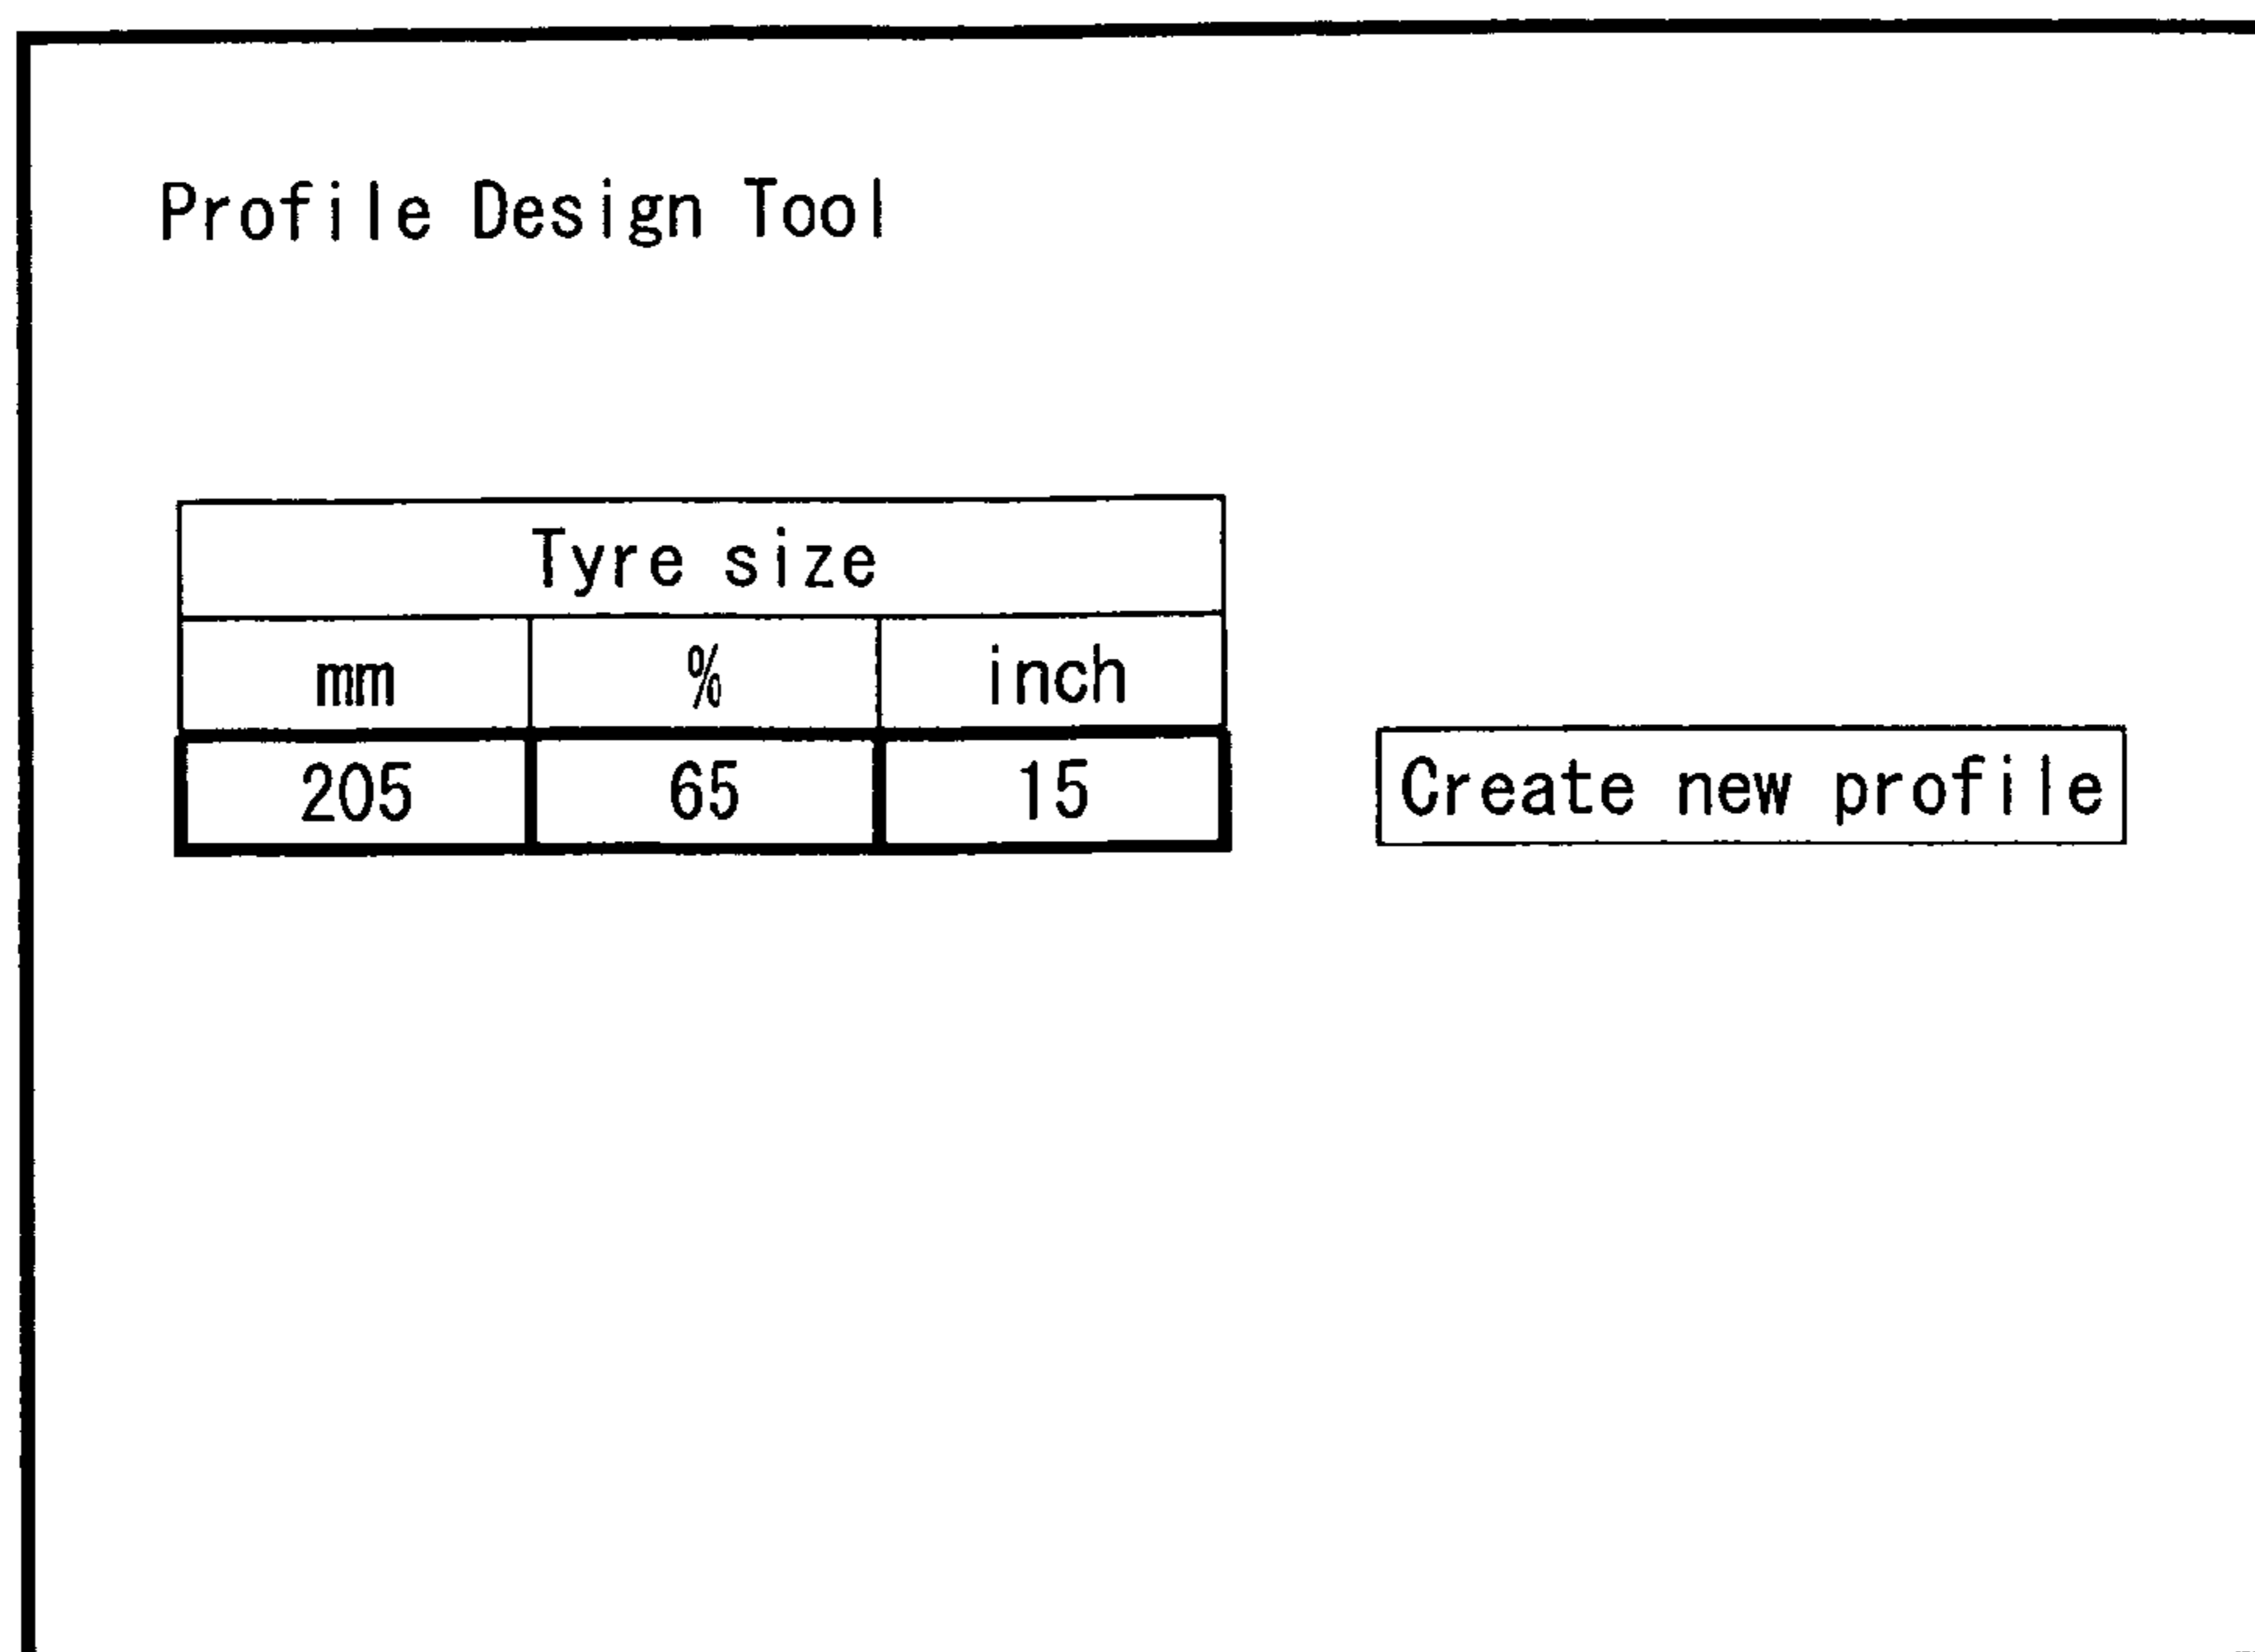 Profile Design Tool
Tyre size
mm % inch
205 65 15
Create new profile